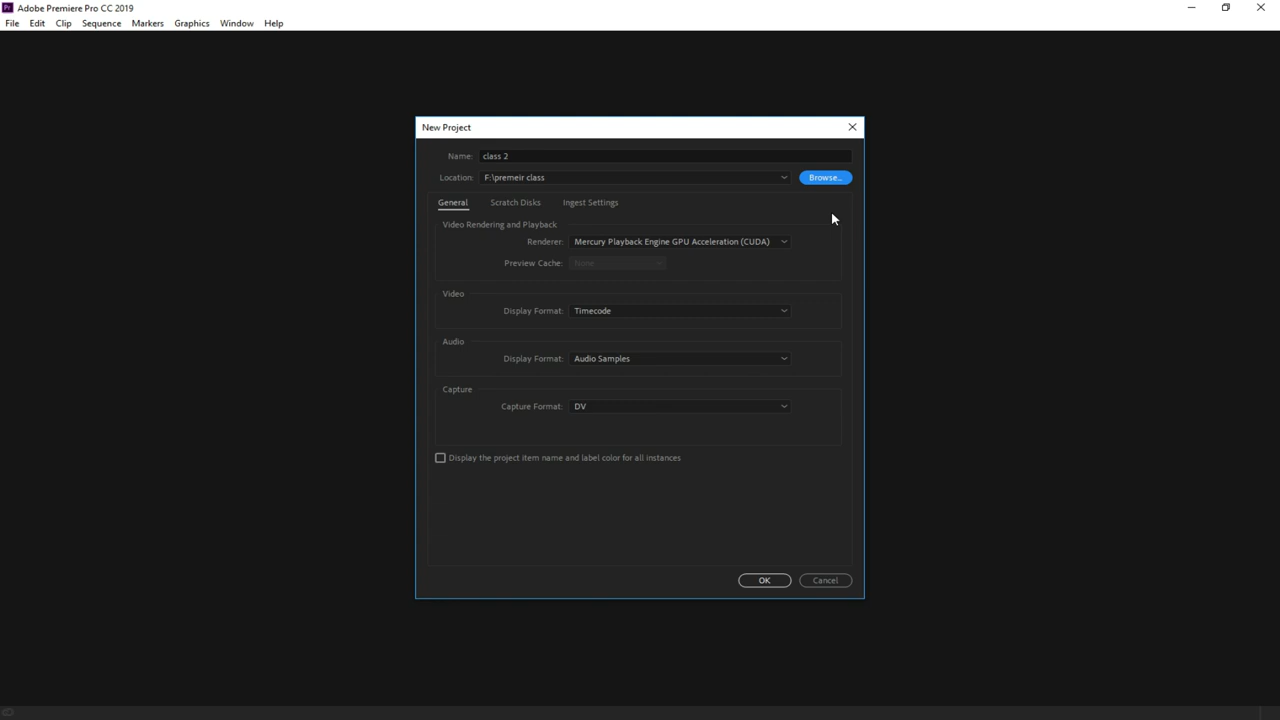 Pr Adobe Premiere Pro CC 2019
File Edit Clip Sequence Markers Graphics Window Help
New Project
Name: class 2
Location: F:\premeir class Browse...
General Scratch Disks Ingest Settings
Video Rendering and Playback
Renderer: Mercury Playback Engine GPU Acceleration (CUDA)
Preview Cache: None
Video
Display Format: Timecode
Audio
Display Format: Audio Samples
Capture
Capture Format: DV
Display the project item name and label color for all instances
OK Cancel